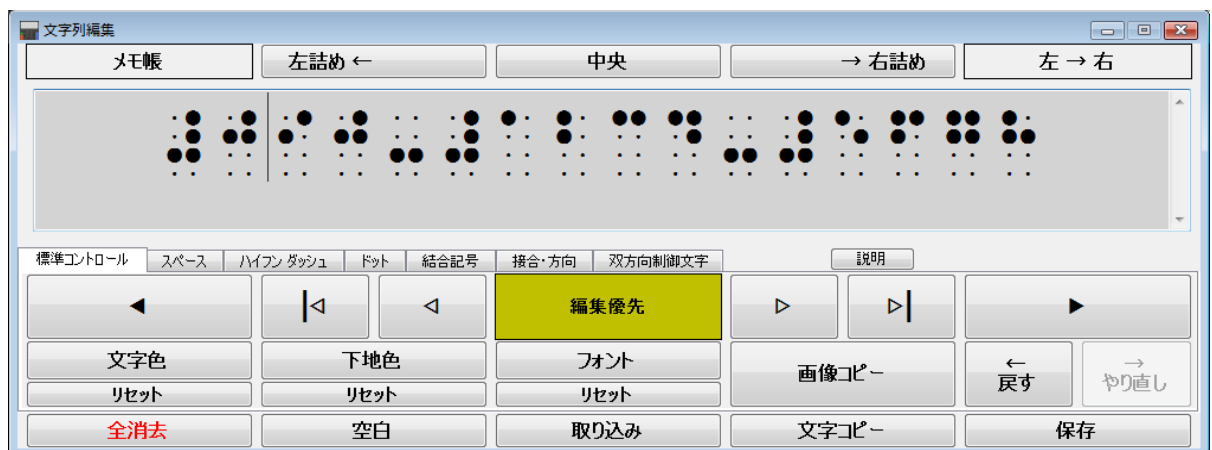 文字列編集
メモ帳 左詰め ← 中央 → 右詰め 左 → 右
⠼⠚⠊⠚⠤⠼⠁⠃⠉⠙⠤⠼⠑⠋⠛⠓
標準コントロール スペース ハイフン ダッシュ ドット 結合記号 接合・方向 双方向制御文字 説明
◀ |◁ ◁ 編集優先 ▷ ▷| ▶
文字色 下地色 フォント 画像コピー ← 戻す → やり直し
リセット リセット リセット
全消去 空白 取り込み 文字コピー 保存